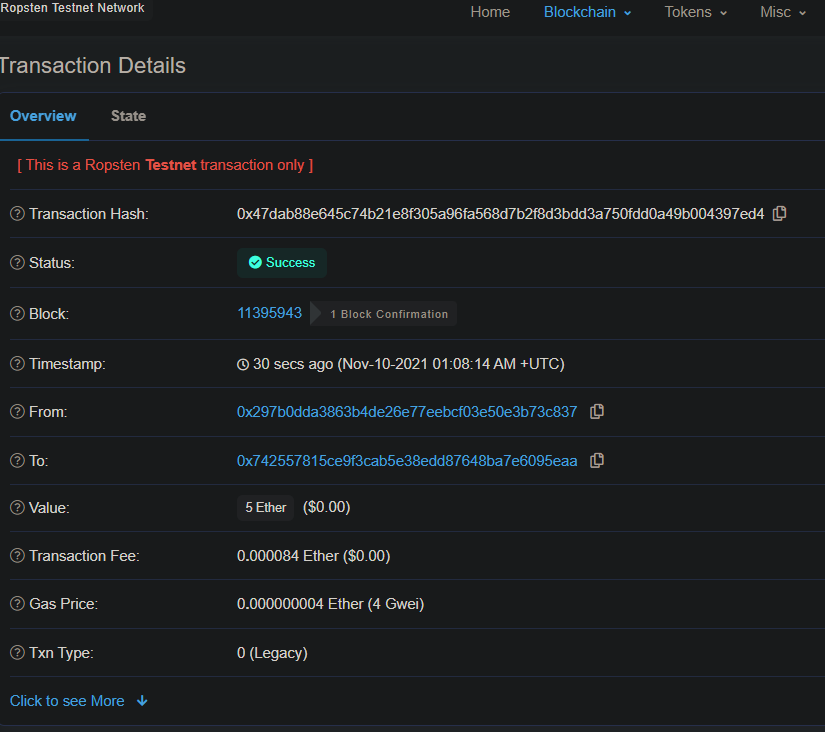 Ropsten Testnet Network
Home Blockchain Tokens Misc
Transaction Details
Overview State
[ This is a Ropsten Testnet transaction only ]
Transaction Hash: 0x47dab88e645c74b21e8f305a96fa568d7b2f8d3bdd3a750fdd0a49b004397ed4
Status: Success
Block: 11395943 1 Block Confirmation
Timestamp: 30 secs ago (Nov-10-2021 01:08:14 AM +UTC)
From: 0x297b0dda3863b4de26e77eebcf03e50e3b73c837
To: 0x742557815ce9f3cab5e38edd87648ba7e6095eaa
Value: 5 Ether ($0.00)
Transaction Fee: 0.000084 Ether ($0.00)
Gas Price: 0.000000004 Ether (4 Gwei)
Txn Type: 0 (Legacy)
Click to see More